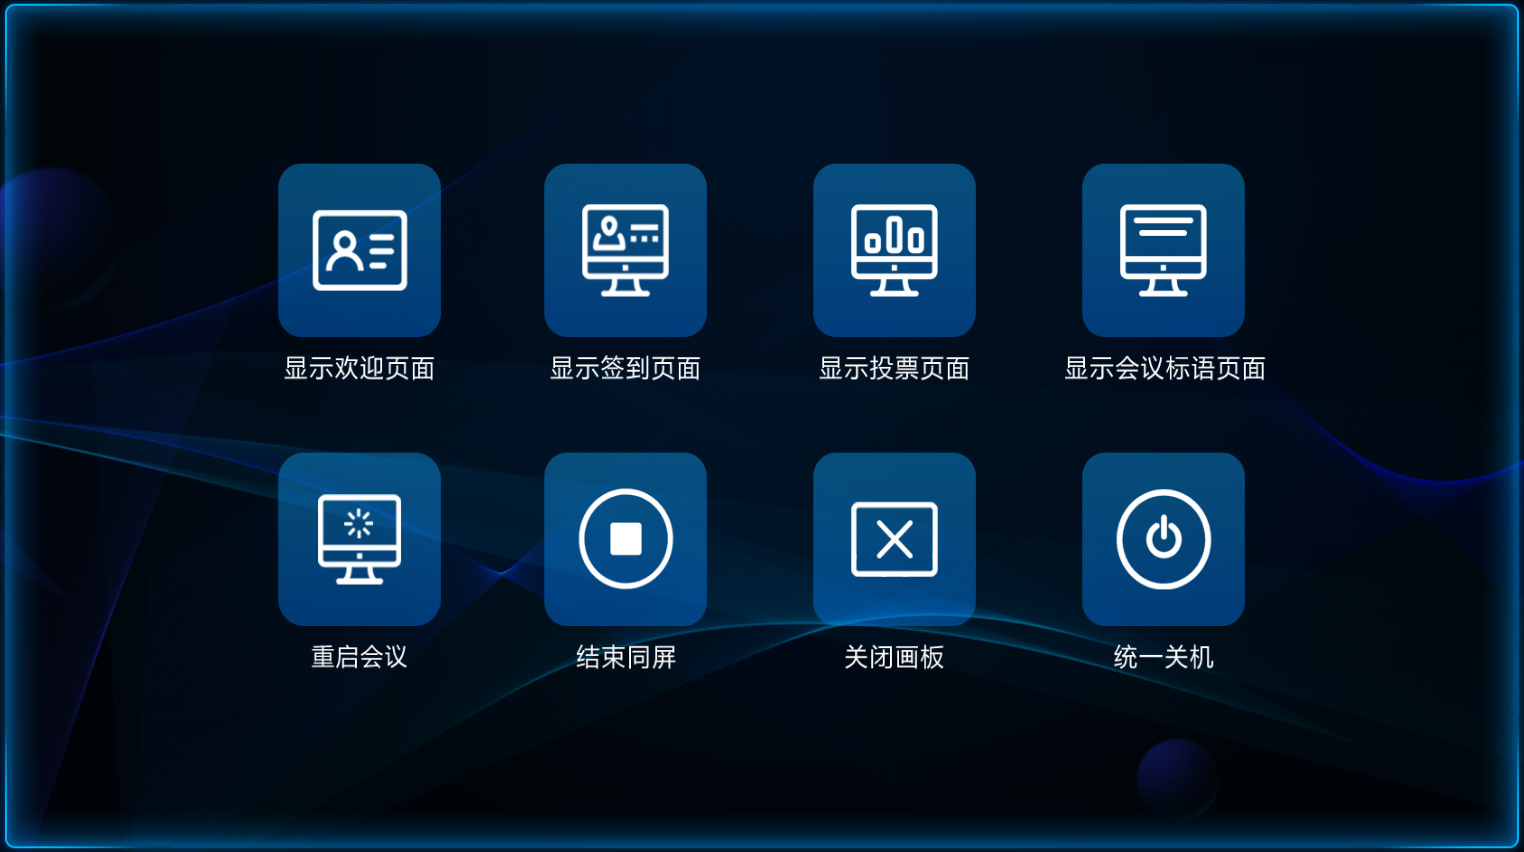 显示欢迎页面
显示签到页面
显示投票页面
显示会议标语页面
重启会议
结束同屏
关闭画板
统一关机